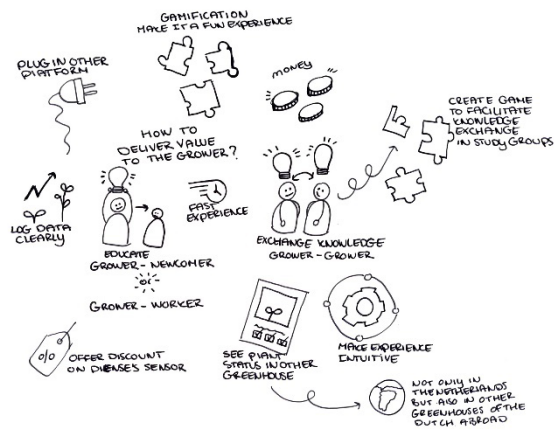 GAMIFICATION
MAKE IT A FUN EXPERIENCE
PLUG IN OTHER
PLATFORM
MONEY
CREATE GAME
TO FACILITATE
KNOWLEDGE
EXCHANGE
IN STUDY GROUPS
HOW TO
DELIVER VALUE
TO THE GROWER?
FAST
EXPERIENCE
LOG DATA
CLEARLY
EDUCATE
GROWER - NEWCOMER
or
GROWER - WORKER
EXCHANGE KNOWLEDGE
GROWER - GROWER
%
OFFER DISCOUNT
ON DIENSES SENSOR
SEE PLANT
STATUS IN OTHER
GREENHOUSE
MAKE EXPERIENCE
INTUITIVE
NOT ONLY IN
THE NETHERLANDS
BUT ALSO IN OTHER
GREENHOUSES OF THE
DUTCH ABROAD